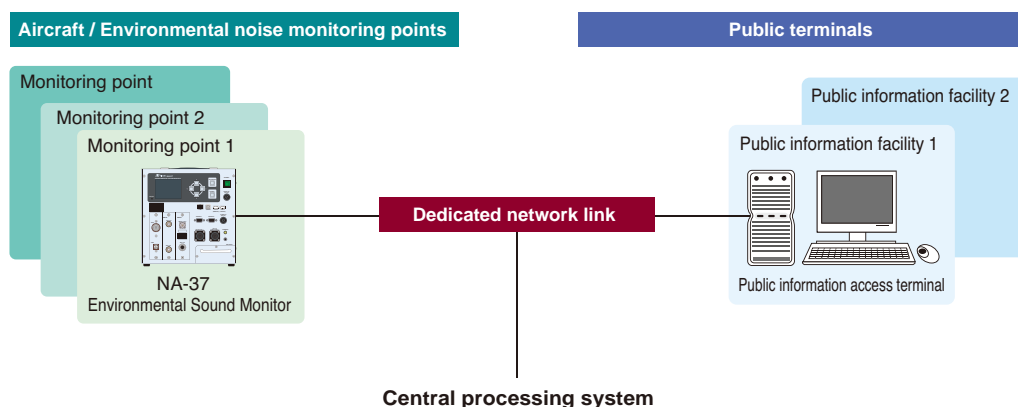 Aircraft / Environmental noise monitoring points
Public terminals
Monitoring point
Monitoring point 2
Monitoring point 1
NA-37
Environmental Sound Monitor
Dedicated network link
Public information facility 2
Public information facility 1
Public information access terminal
Central processing system